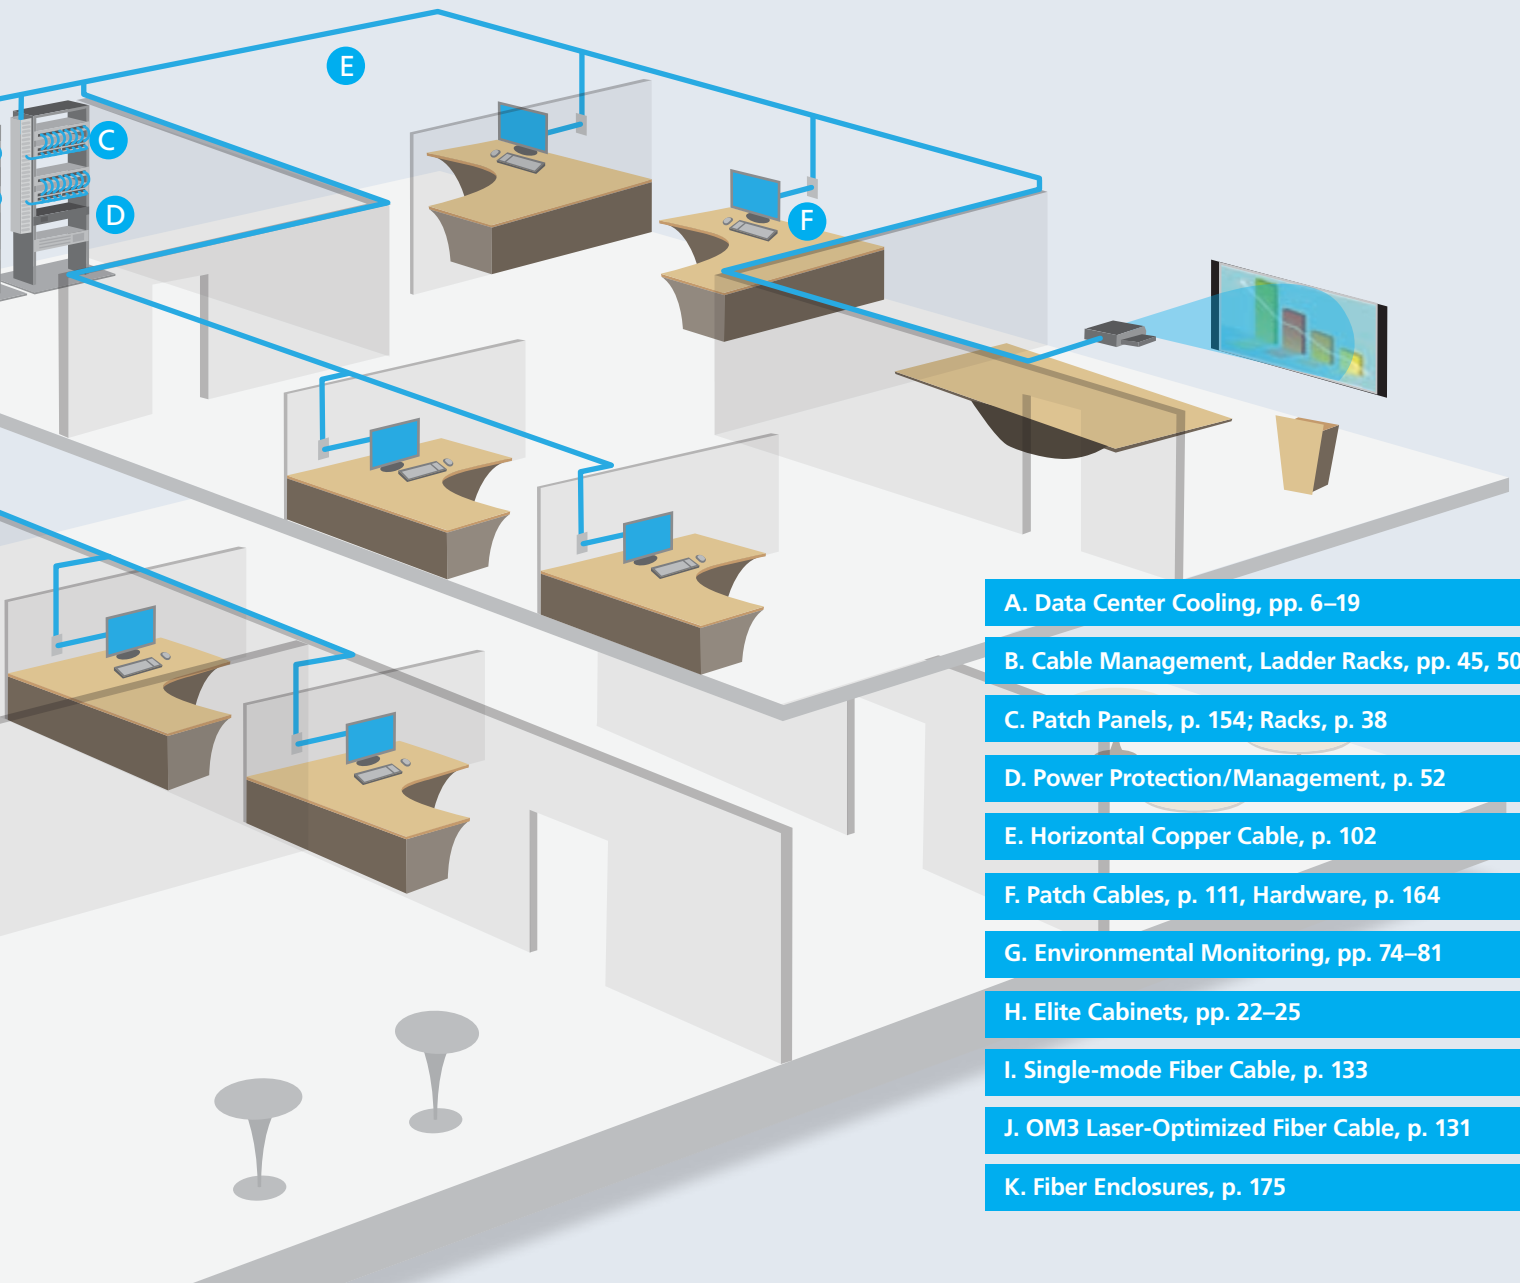 E
C
D
F
A. Data Center Cooling, pp. 6–19
B. Cable Management, Ladder Racks, pp. 45, 50
C. Patch Panels, p. 154; Racks, p. 38
D. Power Protection/Management, p. 52
E. Horizontal Copper Cable, p. 102
F. Patch Cables, p. 111, Hardware, p. 164
G. Environmental Monitoring, pp. 74–81
H. Elite Cabinets, pp. 22–25
I. Single-mode Fiber Cable, p. 133
J. OM3 Laser-Optimized Fiber Cable, p. 131
K. Fiber Enclosures, p. 175